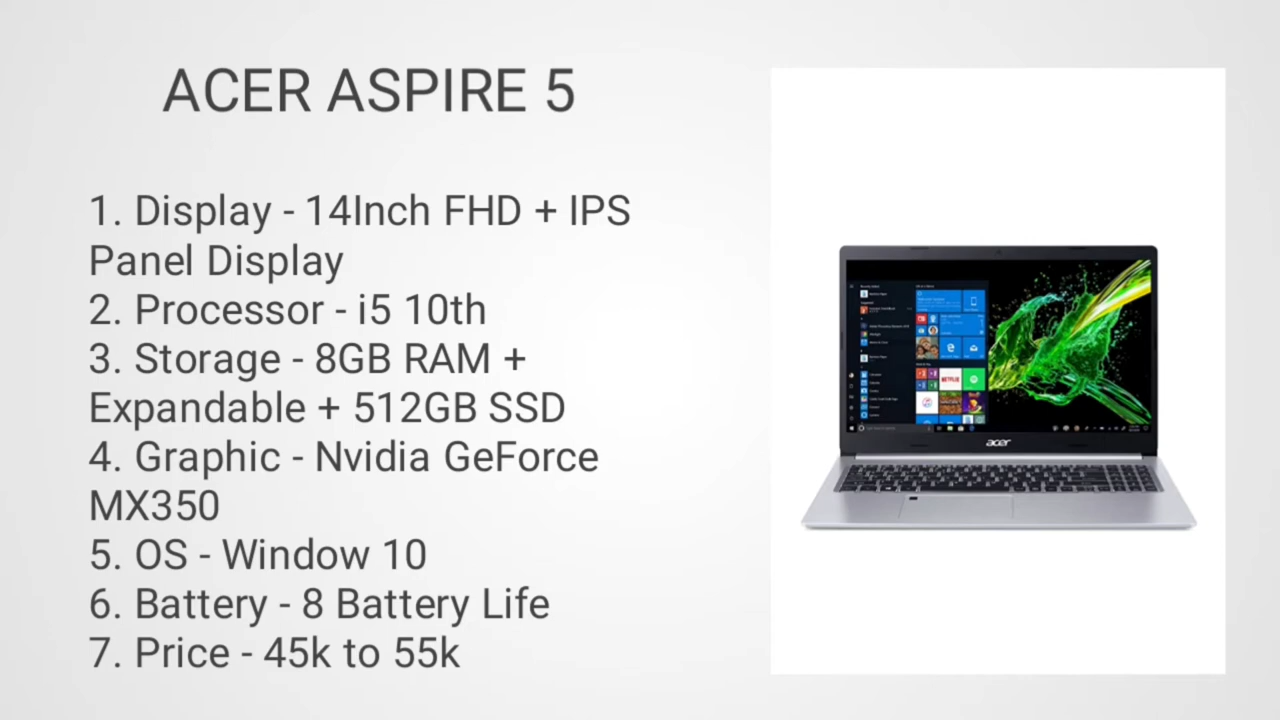 ACER ASPIRE 5
1. Display - 14Inch FHD + IPS
Panel Display
2. Processor - i5 10th
3. Storage - 8GB RAM +
Expandable + 512GB SSD
4. Graphic - Nvidia GeForce
MX350
5. OS - Window 10
6. Battery - 8 Battery Life
7. Price - 45k to 55k
NETFLIX
acer